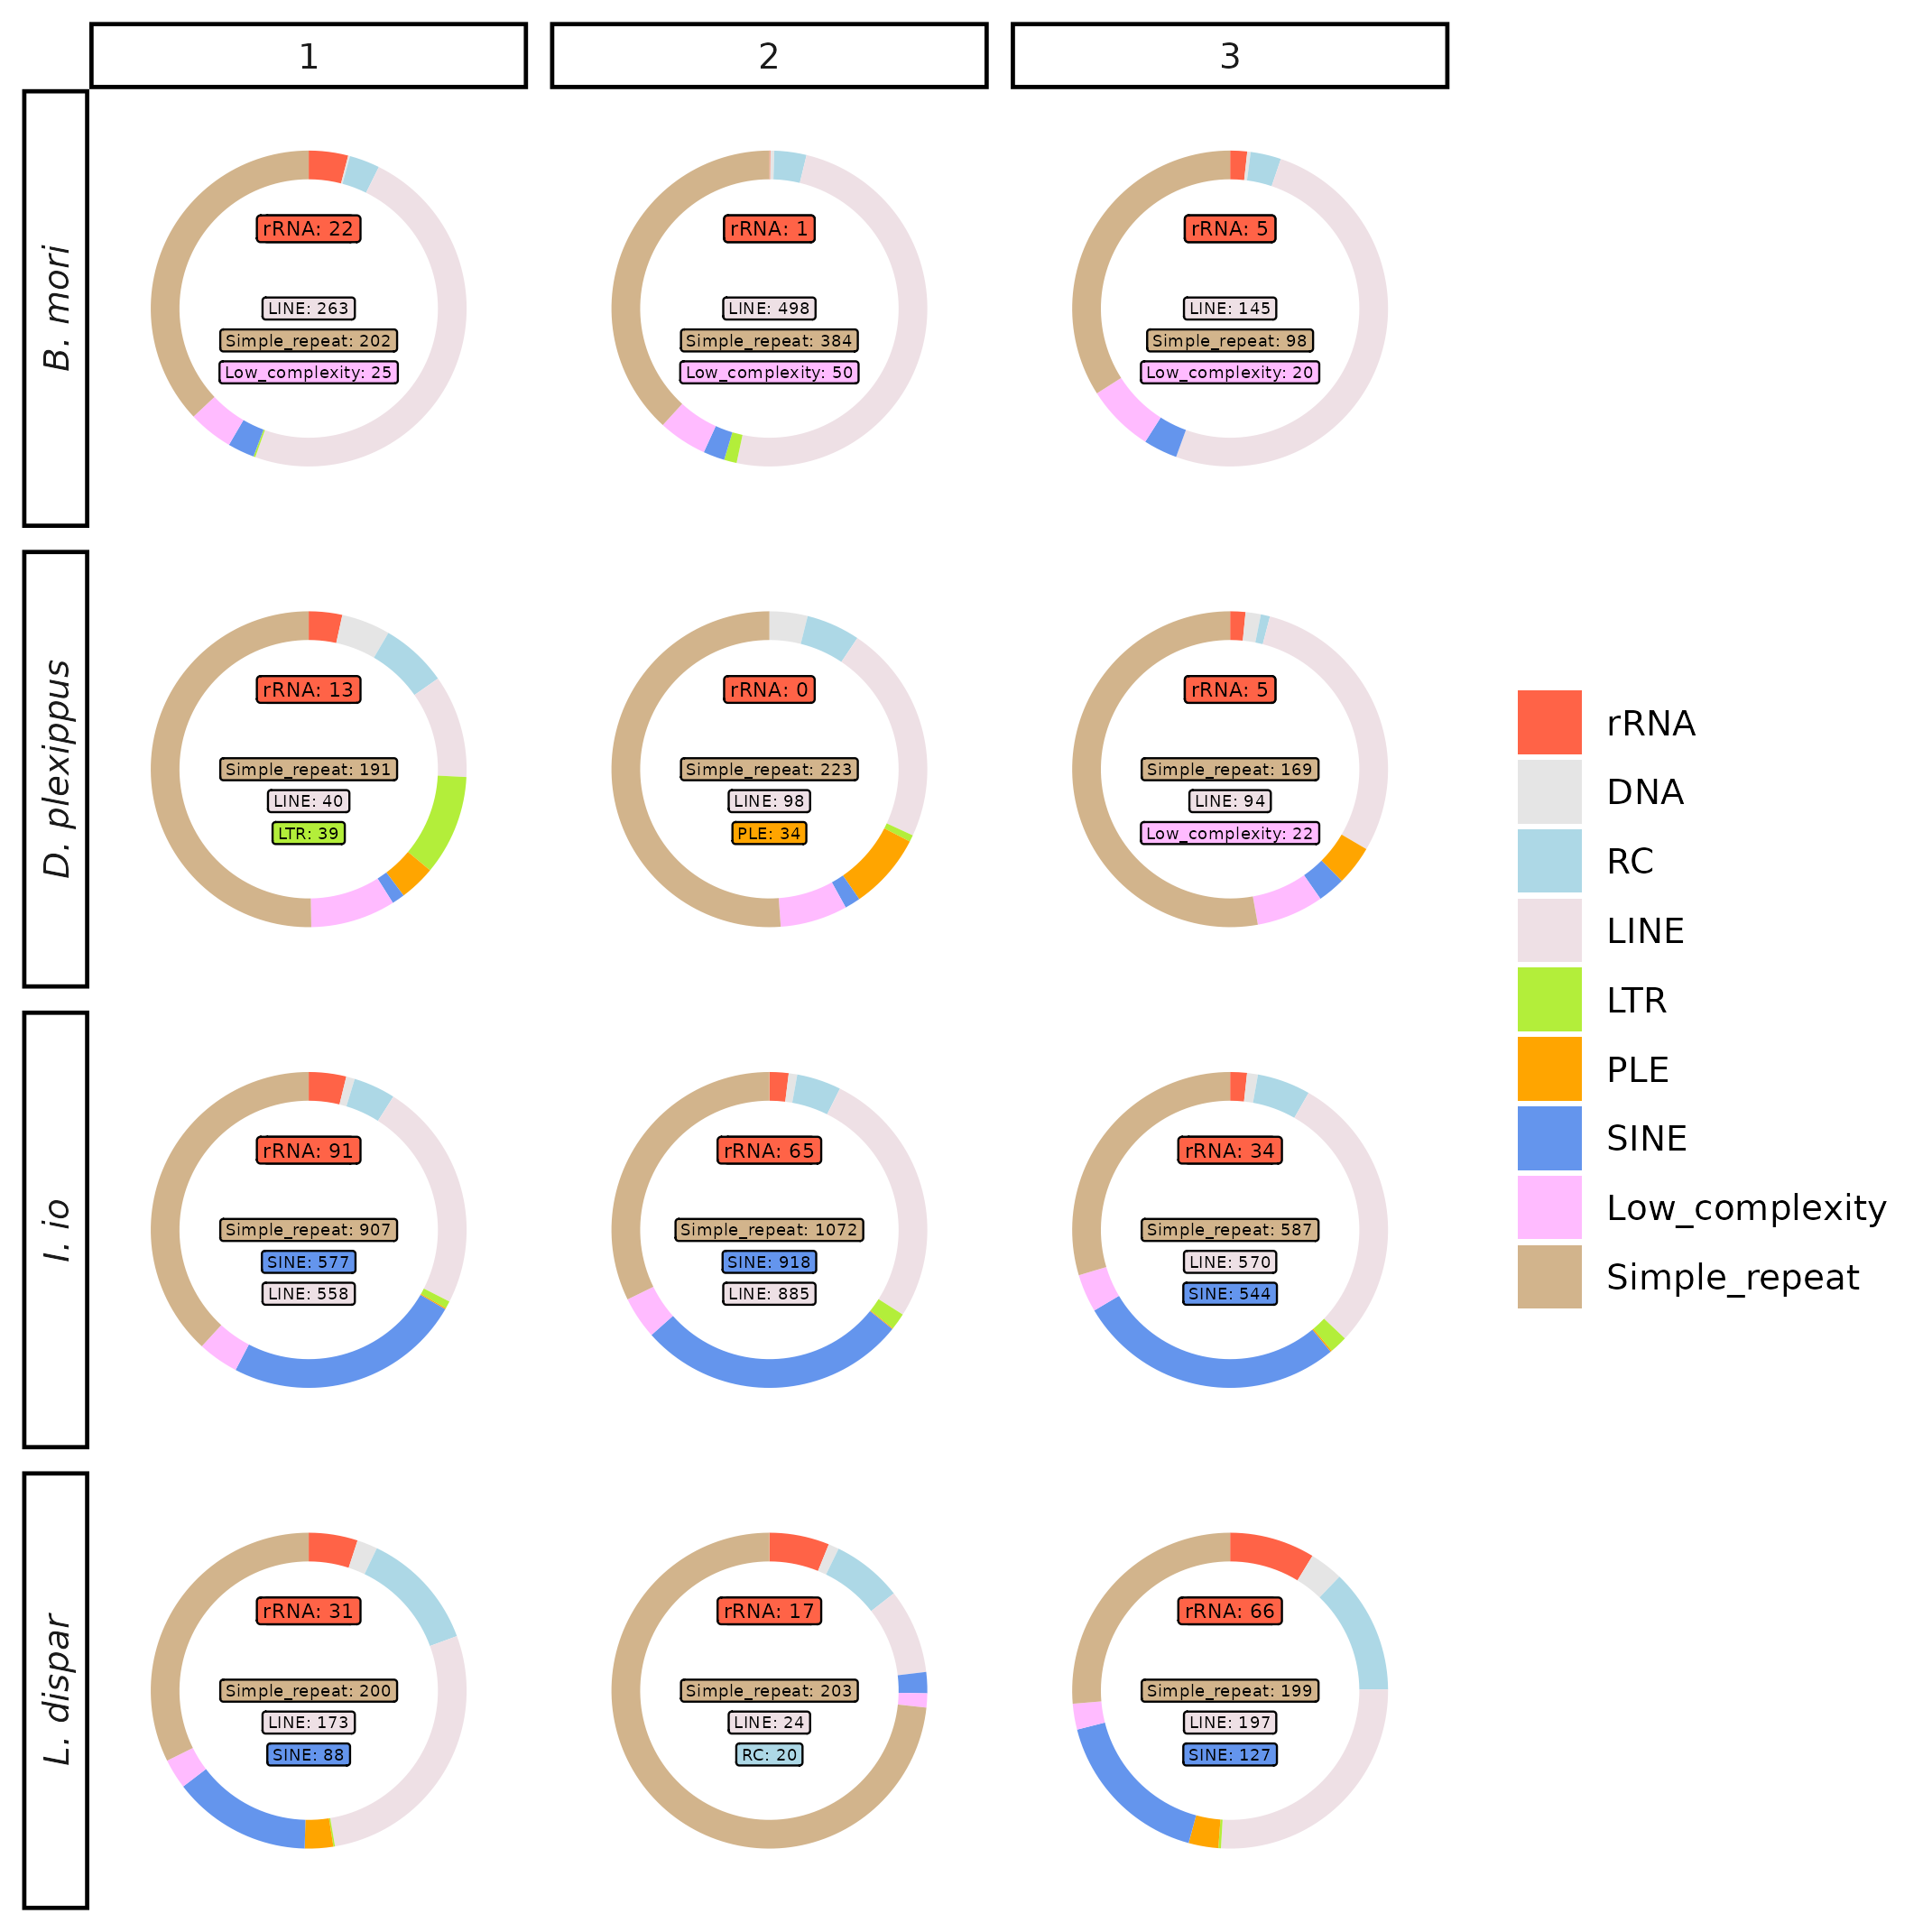 1
2
3
B. mori
rRNA: 22
LINE: 263
Simple_repeat: 202
Low_complexity: 25
rRNA: 1
LINE: 498
Simple_repeat: 384
Low_complexity: 50
rRNA: 5
LINE: 145
Simple_repeat: 98
Low_complexity: 20
D. plexippus
rRNA: 13
Simple_repeat: 191
LINE: 40
LTR: 39
rRNA: 0
Simple_repeat: 223
LINE: 98
PLE: 34
rRNA: 5
Simple_repeat: 169
LINE: 94
Low_complexity: 22
I. io
rRNA: 91
Simple_repeat: 907
SINE: 577
LINE: 558
rRNA: 65
Simple_repeat: 1072
SINE: 918
LINE: 885
rRNA: 34
Simple_repeat: 587
LINE: 570
SINE: 544
L. dispar
rRNA: 31
Simple_repeat: 200
LINE: 173
SINE: 88
rRNA: 17
Simple_repeat: 203
LINE: 24
RC: 20
rRNA: 66
Simple_repeat: 199
LINE: 197
SINE: 127
rRNA
DNA
RC
LINE
LTR
PLE
SINE
Low_complexity
Simple_repeat